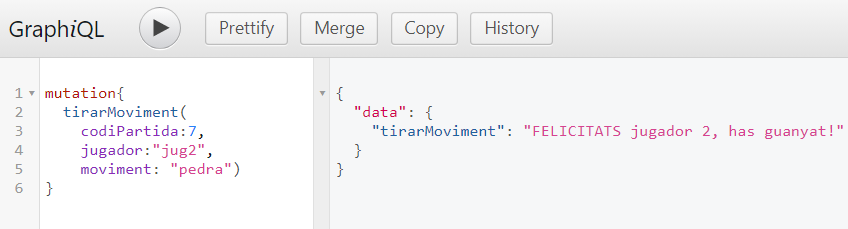 GraphiQL Prettify Merge Copy History
1 mutation{
2 tirarMoviment(
3 codiPartida:7,
4 jugador:"jug2",
5 moviment: "pedra")
6 }
{
"data": {
"tirarMoviment": "FELICITATS jugador 2, has guanyat!"
}
}